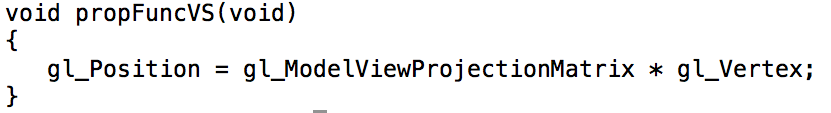 void propFuncVS(void)
{
   gl_Position = gl_ModelViewProjectionMatrix * gl_Vertex;
}